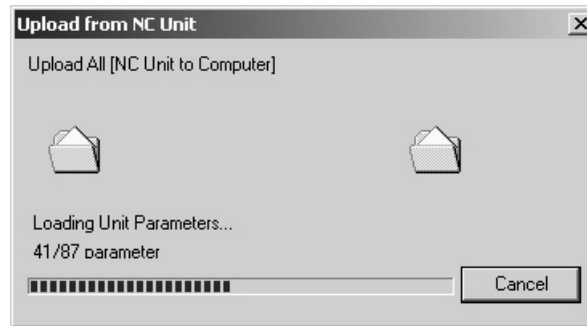 Upload from NC Unit
Upload All [NC Unit to Computer]
Loading Unit Parameters...
41/87 parameter
Cancel